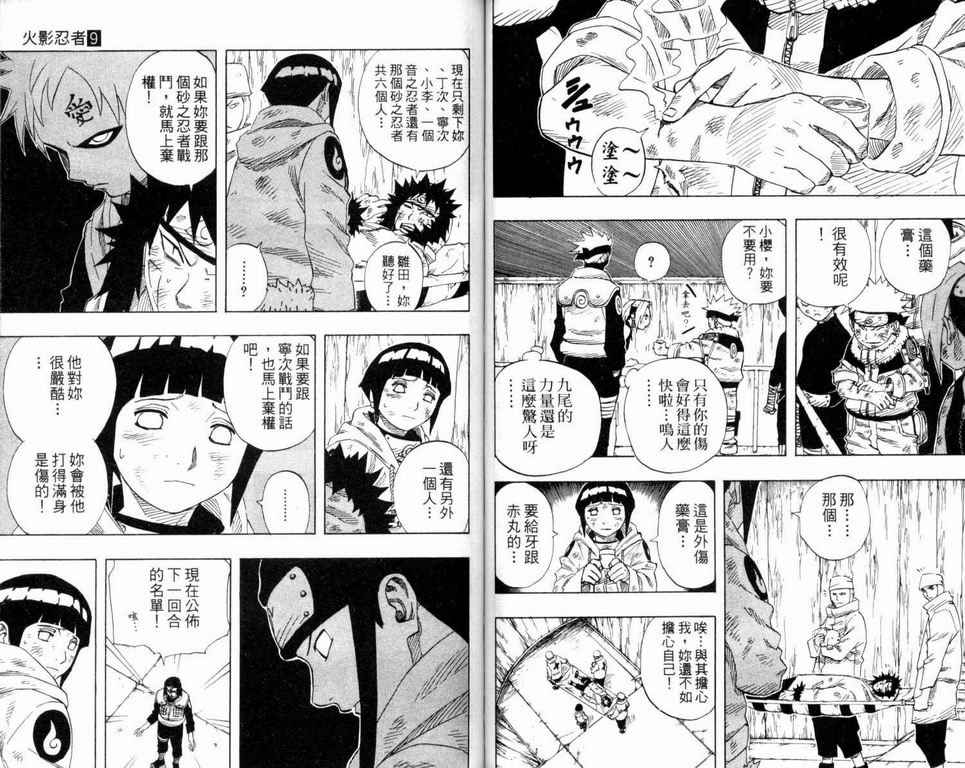 火影忍者9
シュウウウ
塗～
塗～
這個藥
膏…
很有效呢
！
小櫻，妳要
不要用？
？
拿去吧？
只有你的傷
會好得這麼
快啦…鳴人
九尾的
力量還是
這麼驚人呀
……
那……
那個…
這是外傷
藥膏…
要給牙跟
赤丸的…
唉…與其擔心
我，妳還不如
擔心自己！
現在只剩下妳
、丁次、寧次
、小李、一個
音之忍者還有
那個砂之忍者
共六個人…
雛田，妳
聽好了…
……？
如果妳要跟那
個砂之忍者戰
鬥，就馬上棄
權！
愛
還有另外
一個人…
如果要跟
寧次戰鬥的話
，也馬上棄權
吧！
……
他對妳
很嚴酷
…
妳會被他
打得滿身
是傷的！
現在公佈
下一回合
的名單！
咳…